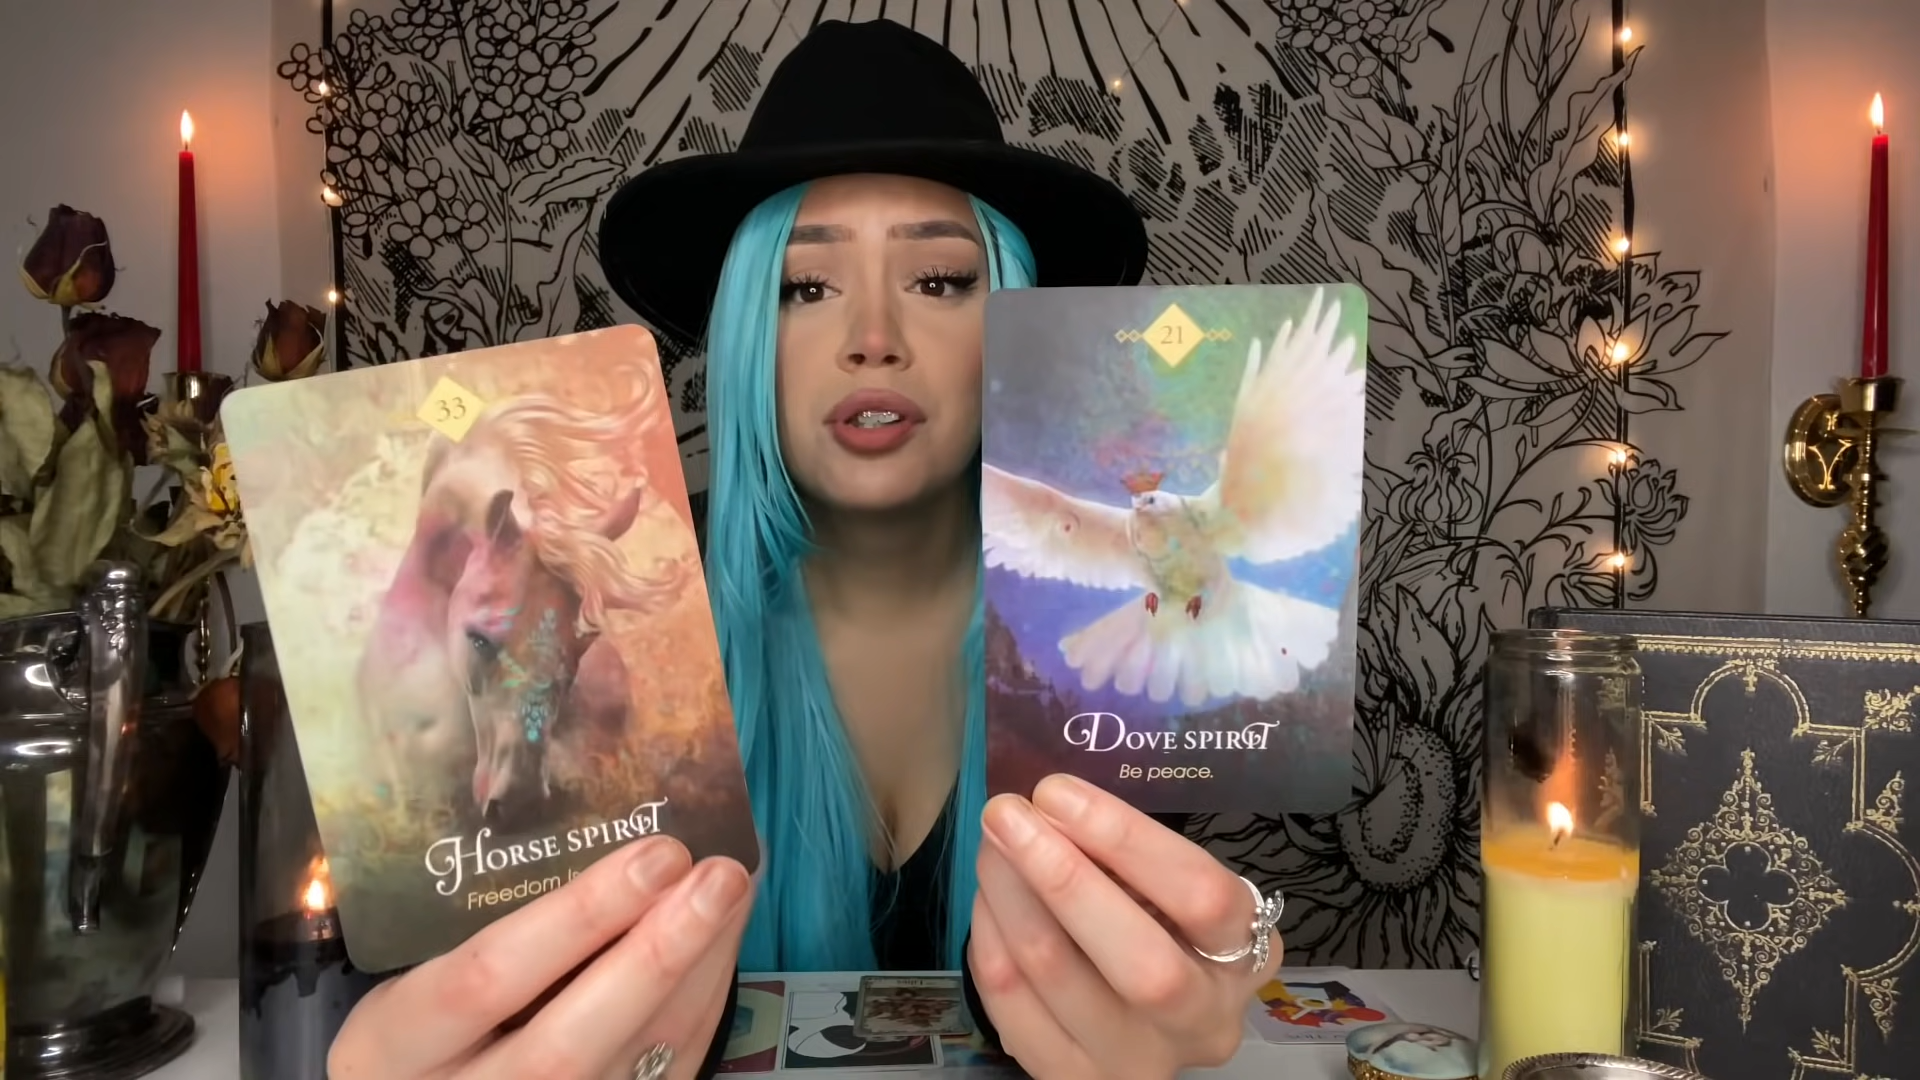 33
HORSE SPIRIT
Freedom
21
DOVE SPIRIT
Be peace.